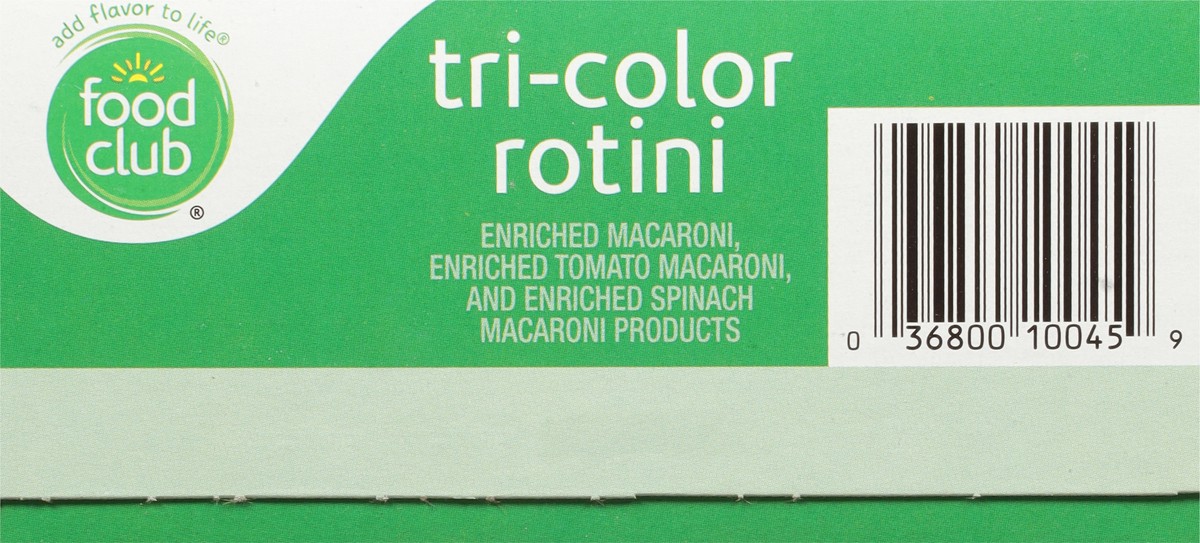 add flavor to life®
food
club
®
tri-color
rotini
ENRICHED MACARONI,
ENRICHED TOMATO MACARONI,
AND ENRICHED SPINACH
MACARONI PRODUCTS
0 36800 10045 9